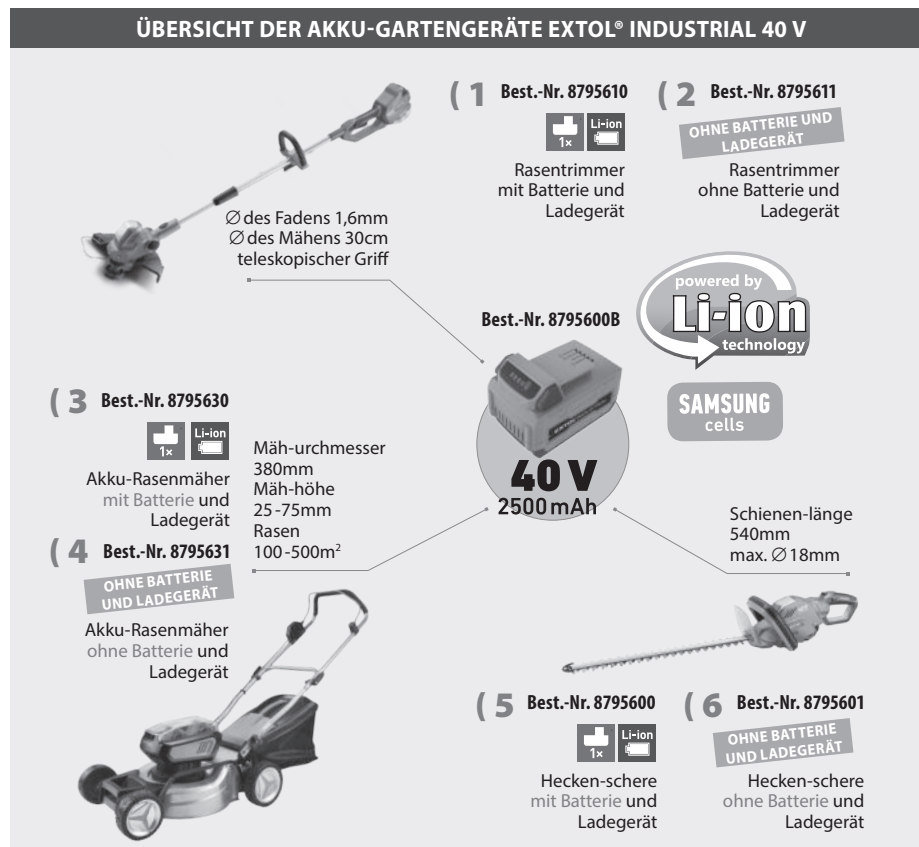 ÜBERSICHT DER AKKU-GARTENGERÄTE EXTOL® INDUSTRIAL 40 V
( 1 Best.-Nr. 8795610
1×
Li-ion
Rasentrimmer
mit Batterie und
Ladegerät
( 2 Best.-Nr. 8795611
OHNE BATTERIE UND
LADEGERÄT
Rasentrimmer
ohne Batterie und
Ladegerät
∅ des Fadens 1,6mm
∅ des Mähens 30cm
teleskopischer Griff
Best.-Nr. 8795600B
powered by
Li-ion
technology
SAMSUNG
cells
EXTOL
40 V
2500 mAh
( 3 Best.-Nr. 8795630
1×
Li-ion
Akku-Rasenmäher
mit Batterie und
Ladegerät
Mäh-urchmesser
380mm
Mäh-höhe
25-75mm
Rasen
100-500m²
( 4 Best.-Nr. 8795631
OHNE BATTERIE
UND LADEGERÄT
Akku-Rasenmäher
ohne Batterie und
Ladegerät
Schienen-länge
540mm
max. ∅ 18mm
( 5 Best.-Nr. 8795600
1×
Li-ion
Hecken-schere
mit Batterie und
Ladegerät
( 6 Best.-Nr. 8795601
OHNE BATTERIE
UND LADEGERÄT
Hecken-schere
ohne Batterie und
Ladegerät